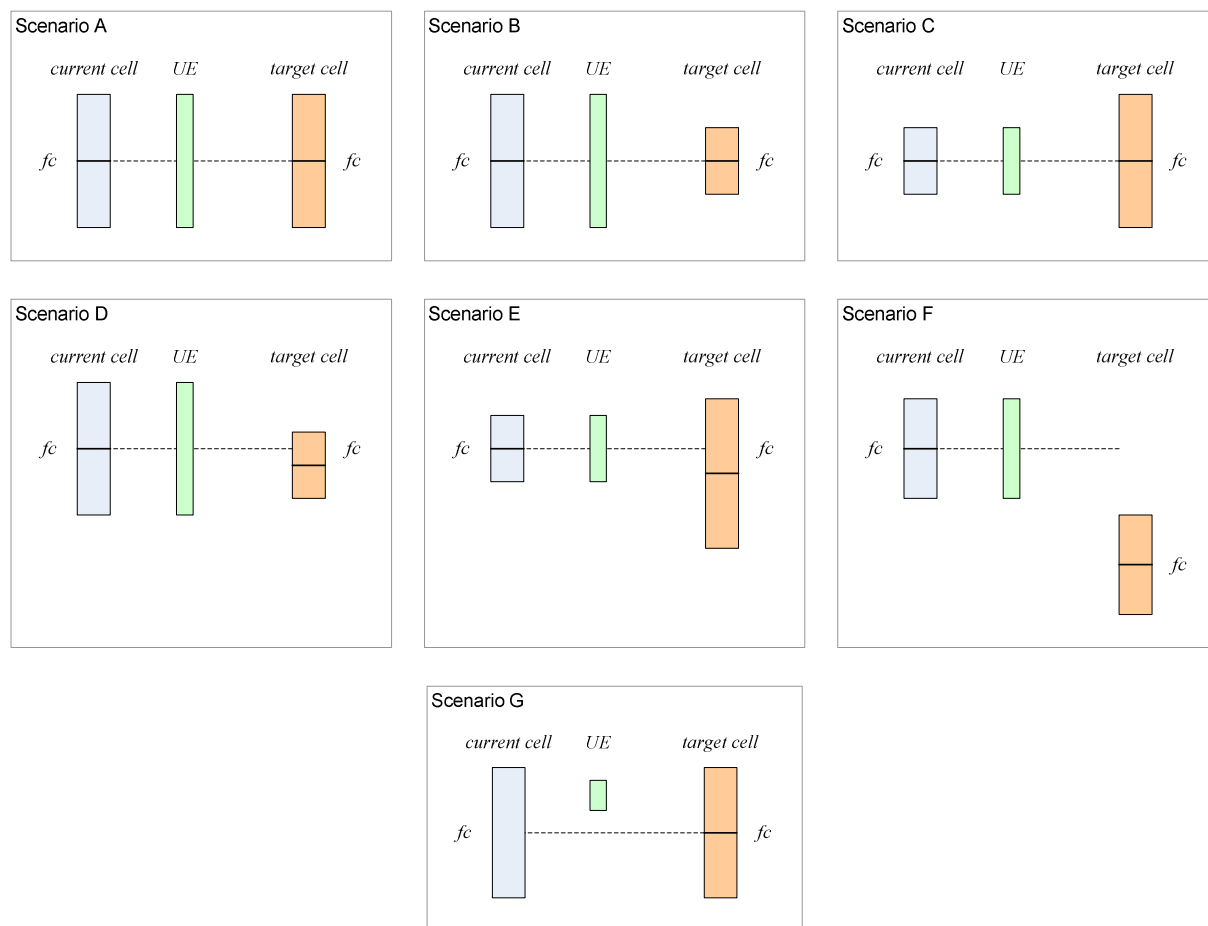 Scenario A
current cell UE target cell
fc fc
Scenario B
current cell UE target cell
fc fc
Scenario C
current cell UE target cell
fc fc
Scenario D
current cell UE target cell
fc fc
Scenario E
current cell UE target cell
fc fc
Scenario F
current cell UE target cell
fc
fc
Scenario G
current cell UE target cell
fc fc